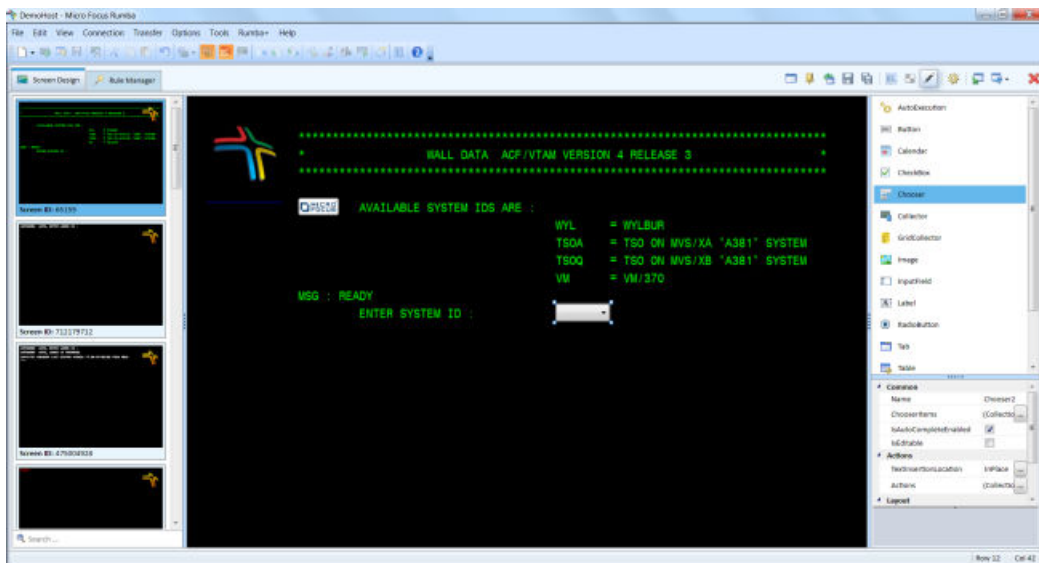 DemoHost - Micro Focus Rumba
File Edit View Connection Transfer Options Tools Rumba+ Help
Screen Design Rule Manager
Screen ID: 65155
Screen ID: 712179712
Search ...
********************************************************************************
* WALL DATA ACF/VTAM VERSION 4 RELEASE 3 *
********************************************************************************
AVAILABLE SYSTEM IDS ARE :
WYL = WYLBUR
TSOA = TSO ON MVS/XA "A381" SYSTEM
TSOQ = TSO ON MVS/XB "A381" SYSTEM
VM = VM/370
MSG : READY
ENTER SYSTEM ID :
AutoExecution
Button
Calendar
CheckBox
Chooser
Collector
GridCollector
Image
InputField
Label
RadioButton
Tab
Table
Common
Name Chooser2
ChooserItems (Collectio...
IsAutoCompleteEnabled
IsEditable
Actions
TextInsertionLocation InPlace ...
Actions (Collectio...
Layout
Row 12 Col 42